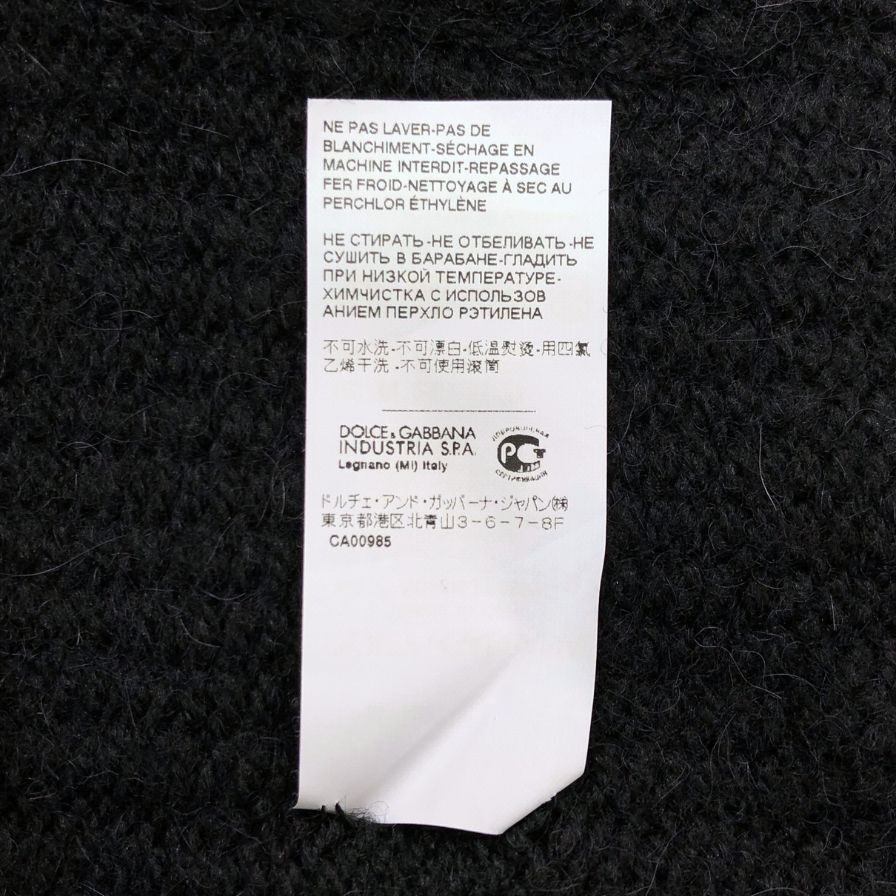 NE PAS LAVER-PAS DE
BLANCHIMENT-SÉCHAGE EN
MACHINE INTERDIT-REPASSAGE
FER FROID-NETTOYAGE À SEC AU
PERCHLOR ÉTHYLÈNE
НЕ СТИРАТЬ -НЕ ОТБЕЛИВАТЬ -НЕ
СУШИТЬ В БАРАБАНЕ-ГЛАДИТЬ
ПРИ НИЗКОЙ ТЕМПЕРАТУРЕ-
ХИМЧИСТКА С ИСПОЛЬЗОВ
АНИЕМ ПЕРХЛО РЭТИЛЕНА
不可水洗-不可漂白-低溫熨燙-用四氯
乙烯干洗-不可使用滾筒
DOLCE & GABBANA
INDUSTRIA S.P.A.
Legnano (MI) Italy
РСТ
ドルチェ・アンド・ガッバーナ・ジャパン㈱
東京都港区北青山3-6-7-8F
CA00985